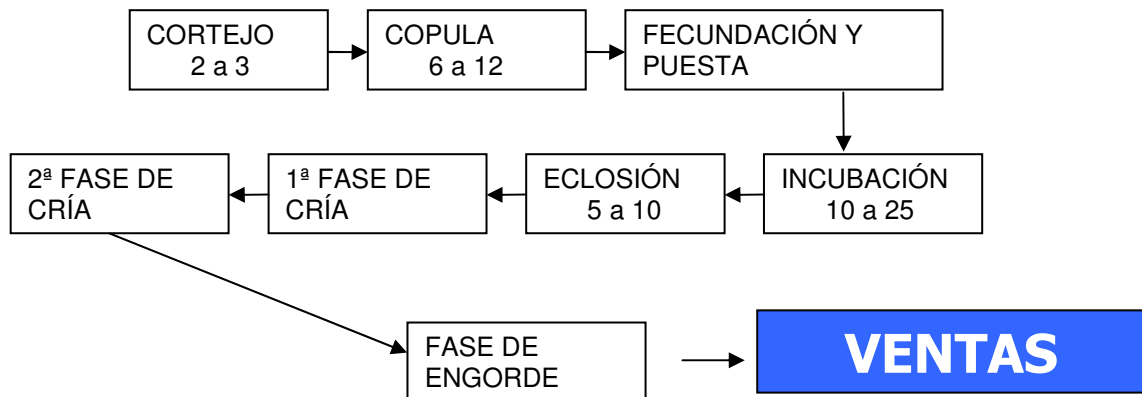 CORTEJO
2 a 3
COPULA
6 a 12
FECUNDACIÓN Y
PUESTA
INCUBACIÓN
10 a 25
ECLOSIÓN
5 a 10
1ª FASE DE
CRÍA
2ª FASE DE
CRÍA
FASE DE
ENGORDE
VENTAS